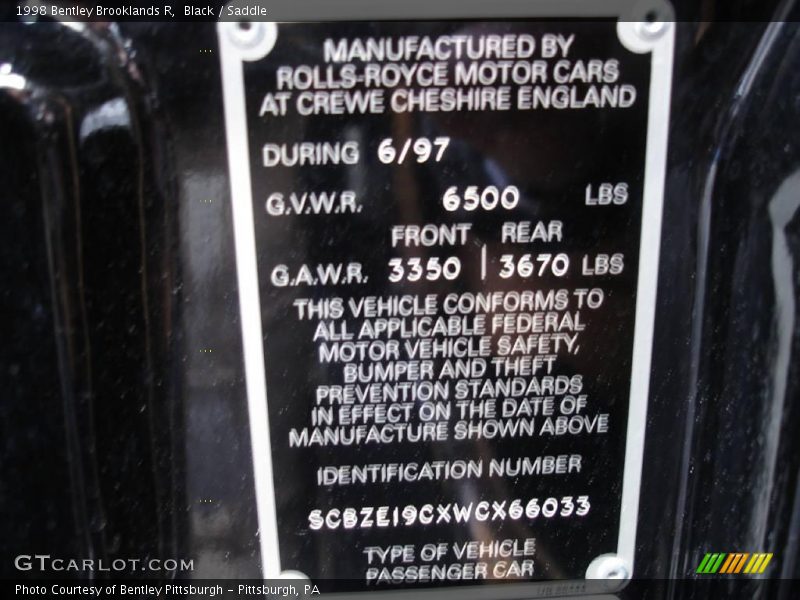 1998 Bentley Brooklands R, Black / Saddle
MANUFACTURED BY
ROLLS-ROYCE MOTOR CARS
AT CREWE CHESHIRE ENGLAND
DURING 6/97
G.V.W.R. 6500 LBS
FRONT REAR
G.A.W.R. 3350 | 3670 LBS
THIS VEHICLE CONFORMS TO
ALL APPLICABLE FEDERAL
MOTOR VEHICLE SAFETY,
BUMPER AND THEFT
PREVENTION STANDARDS
IN EFFECT ON THE DATE OF
MANUFACTURE SHOWN ABOVE
IDENTIFICATION NUMBER
SCBZE19CXWCX66033
TYPE OF VEHICLE
PASSENGER CAR
GTCARLOT.COM
Photo Courtesy of Bentley Pittsburgh - Pittsburgh, PA